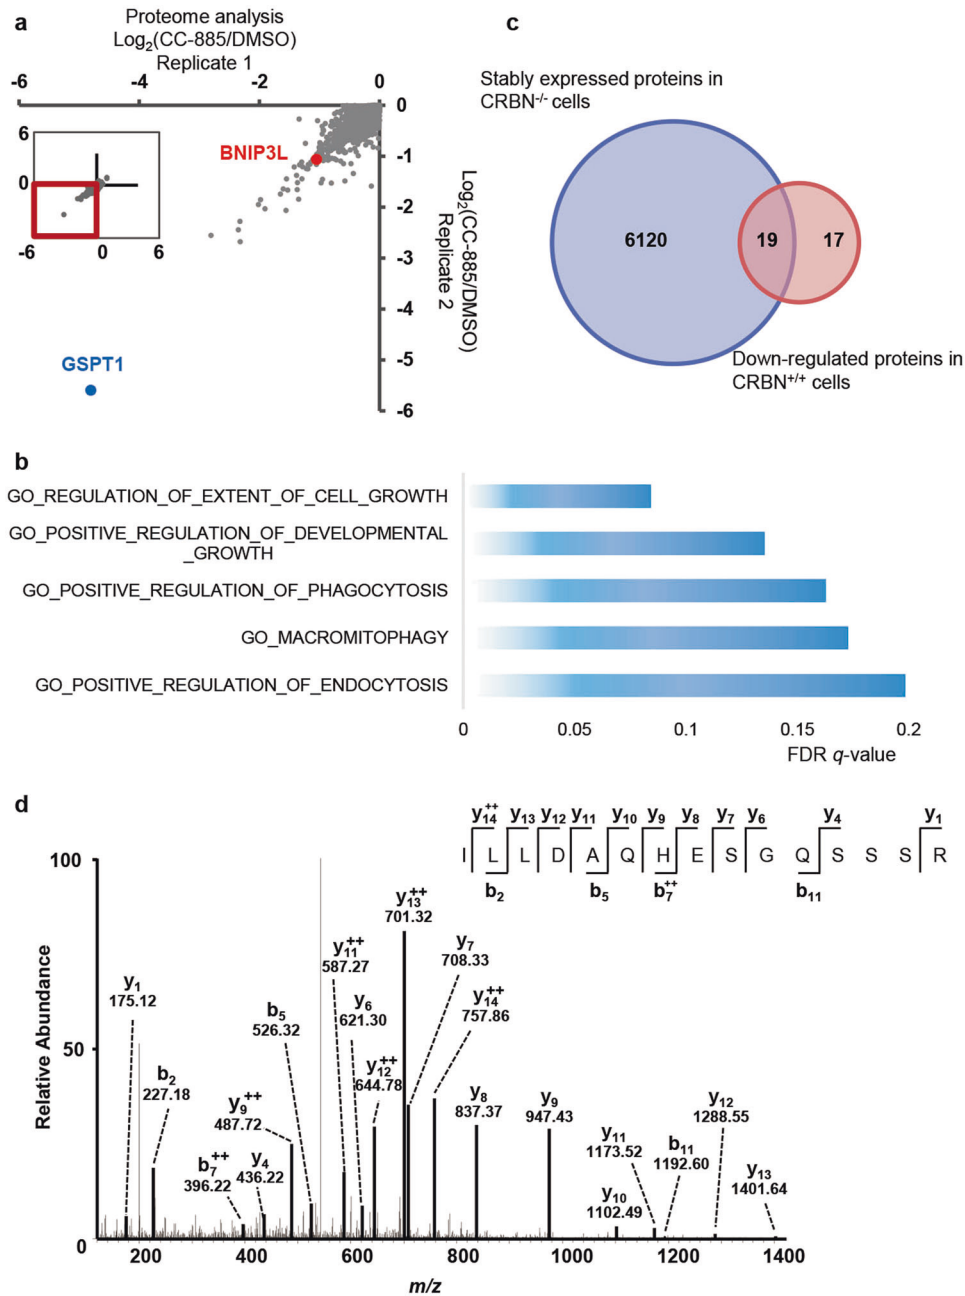 a
Proteome analysis
Log2(CC-885/DMSO)
Replicate 1
-6
-4
-2
0
0
-1
-2
-3
-4
-5
-6
Log2(CC-885/DMSO)
Replicate 2
BNIP3L
GSPT1
6
0
-6
-6
0
6
c
Stably expressed proteins in
CRBN-/- cells
6120
19
17
Down-regulated proteins in
CRBN+/+ cells
b
GO_REGULATION_OF_EXTENT_OF_CELL_GROWTH
GO_POSITIVE_REGULATION_OF_DEVELOPMENTAL
_GROWTH
GO_POSITIVE_REGULATION_OF_PHAGOCYTOSIS
GO_MACROMITOPHAGY
GO_POSITIVE_REGULATION_OF_ENDOCYTOSIS
0
0.05
0.1
0.15
0.2
FDR q-value
d
y14++ y13 y12 y11 y10 y9 y8 y7 y6 y4 y1
I L L D A Q H E S G Q S S S R
b2 b5 b7++ b11
Relative Abundance
100
50
0
y1
175.12
b2
227.18
b7++
396.22
y4
436.22
y9++
487.72
b5
526.32
y11++
587.27
y6
621.30
y12++
644.78
y13++
701.32
y7
708.33
y14++
757.86
y8
837.37
y9
947.43
y10
1102.49
y11
1173.52
b11
1192.60
y12
1288.55
y13
1401.64
200
400
600
800
1000
1200
1400
m/z